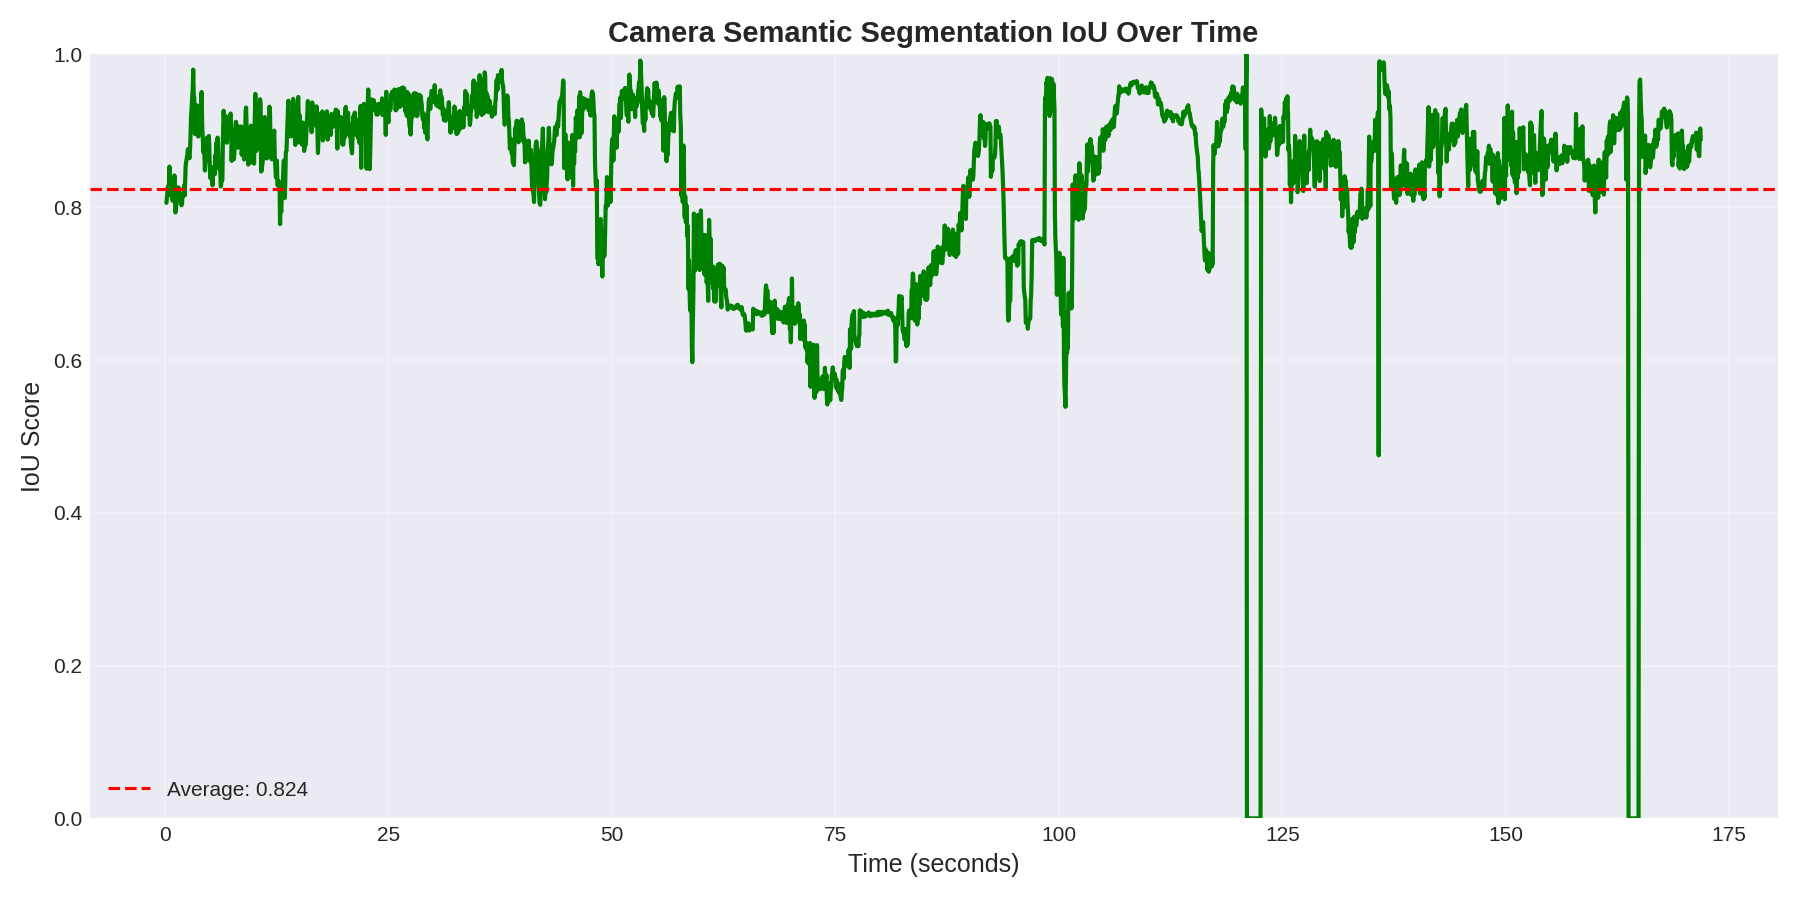 Camera Semantic Segmentation IoU Over Time
IoU Score
1.0
0.8
0.6
0.4
0.2
0.0
Average: 0.824
0 25 50 75 100 125 150 175
Time (seconds)